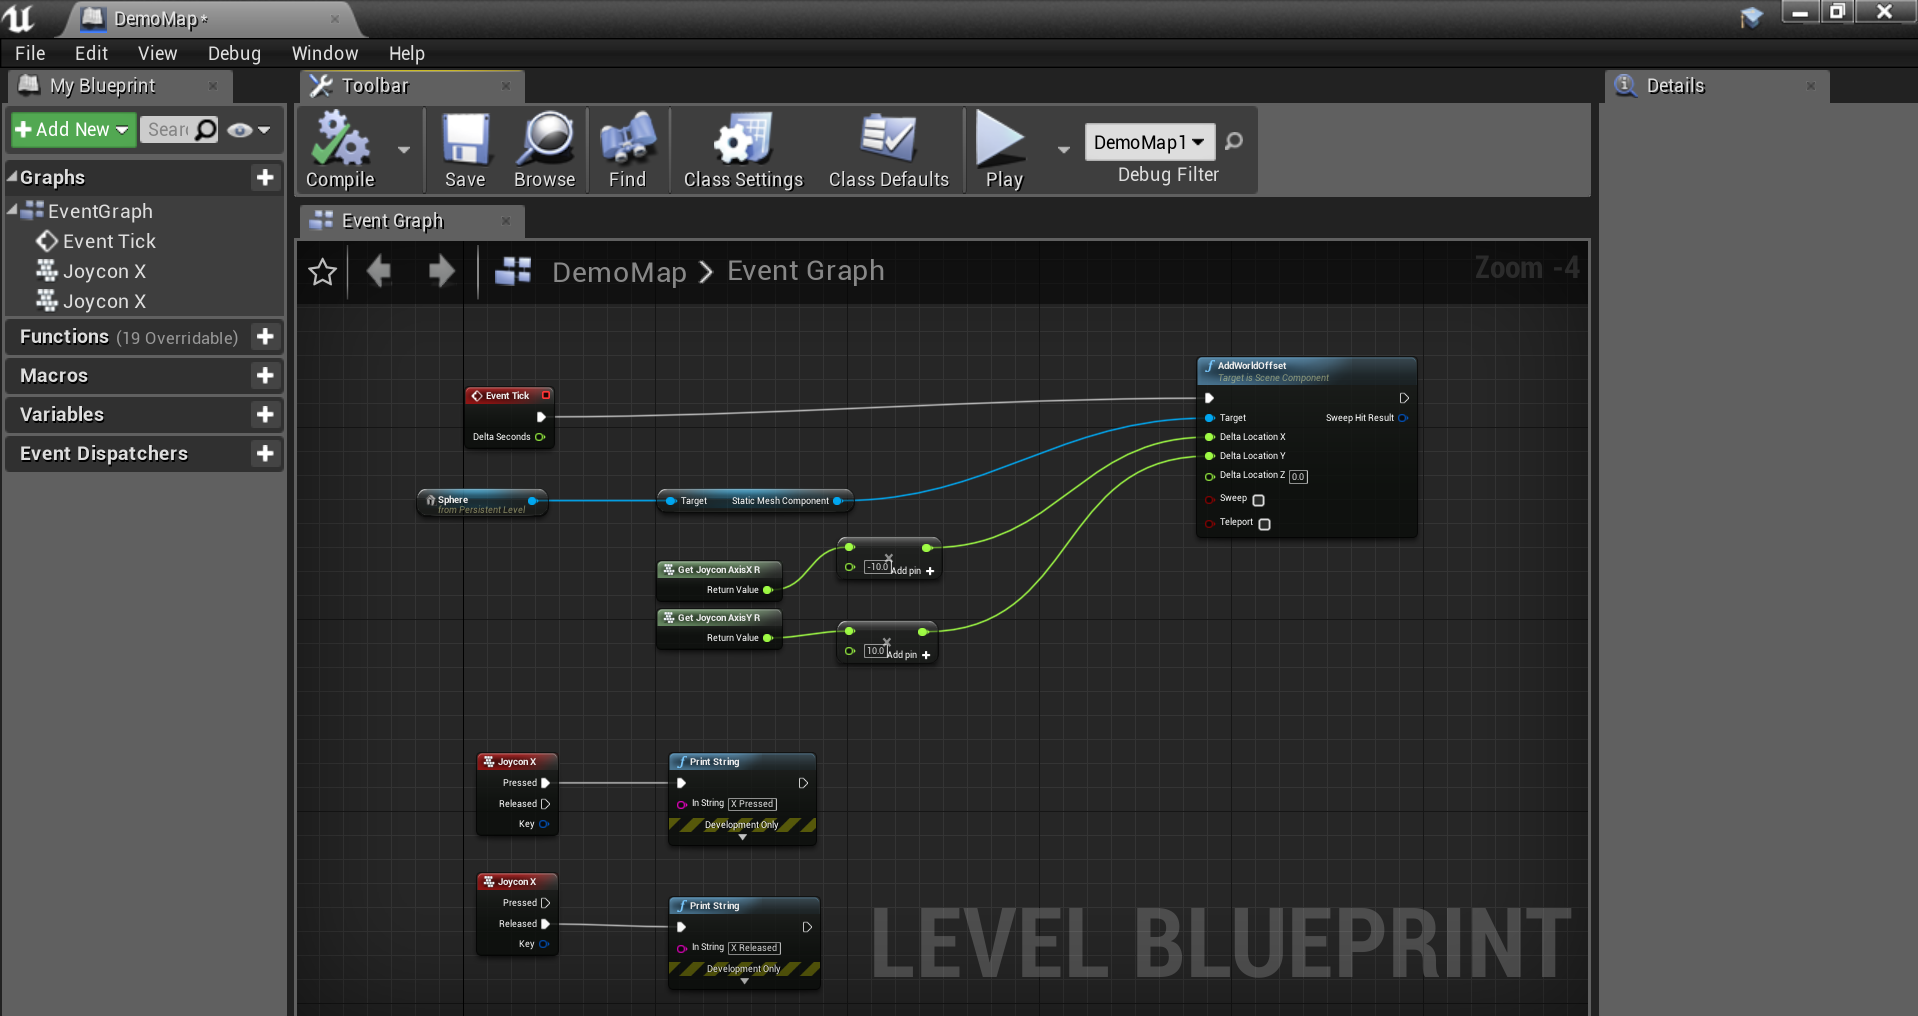 DemoMap*
File Edit View Debug Window Help
My Blueprint
Toolbar
Details
Add New
Sear
Compile
Save
Browse
Find
Class Settings
Class Defaults
Play
DemoMap1
Debug Filter
Graphs
EventGraph
Event Tick
Joycon X
Joycon X
Functions (19 Overridable)
Macros
Variables
Event Dispatchers
Event Graph
DemoMap > Event Graph
Zoom -4
Event Tick
Delta Seconds
AddWorldOffset
Target is Scene Component
Target
Sweep Hit Result
Delta Location X
Delta Location Y
Delta Location Z 0.0
Sweep
Teleport
Sphere
from Persistent Level
Target Static Mesh Component
-10.0 Add pin +
Get Joycon AxisX R
Return Value
Get Joycon AxisY R
Return Value
10.0 Add pin +
Joycon X
Pressed
Released
Key
Print String
In String X Pressed
Development Only
Joycon X
Pressed
Released
Key
Print String
In String X Released
Development Only
LEVEL BLUEPRINT